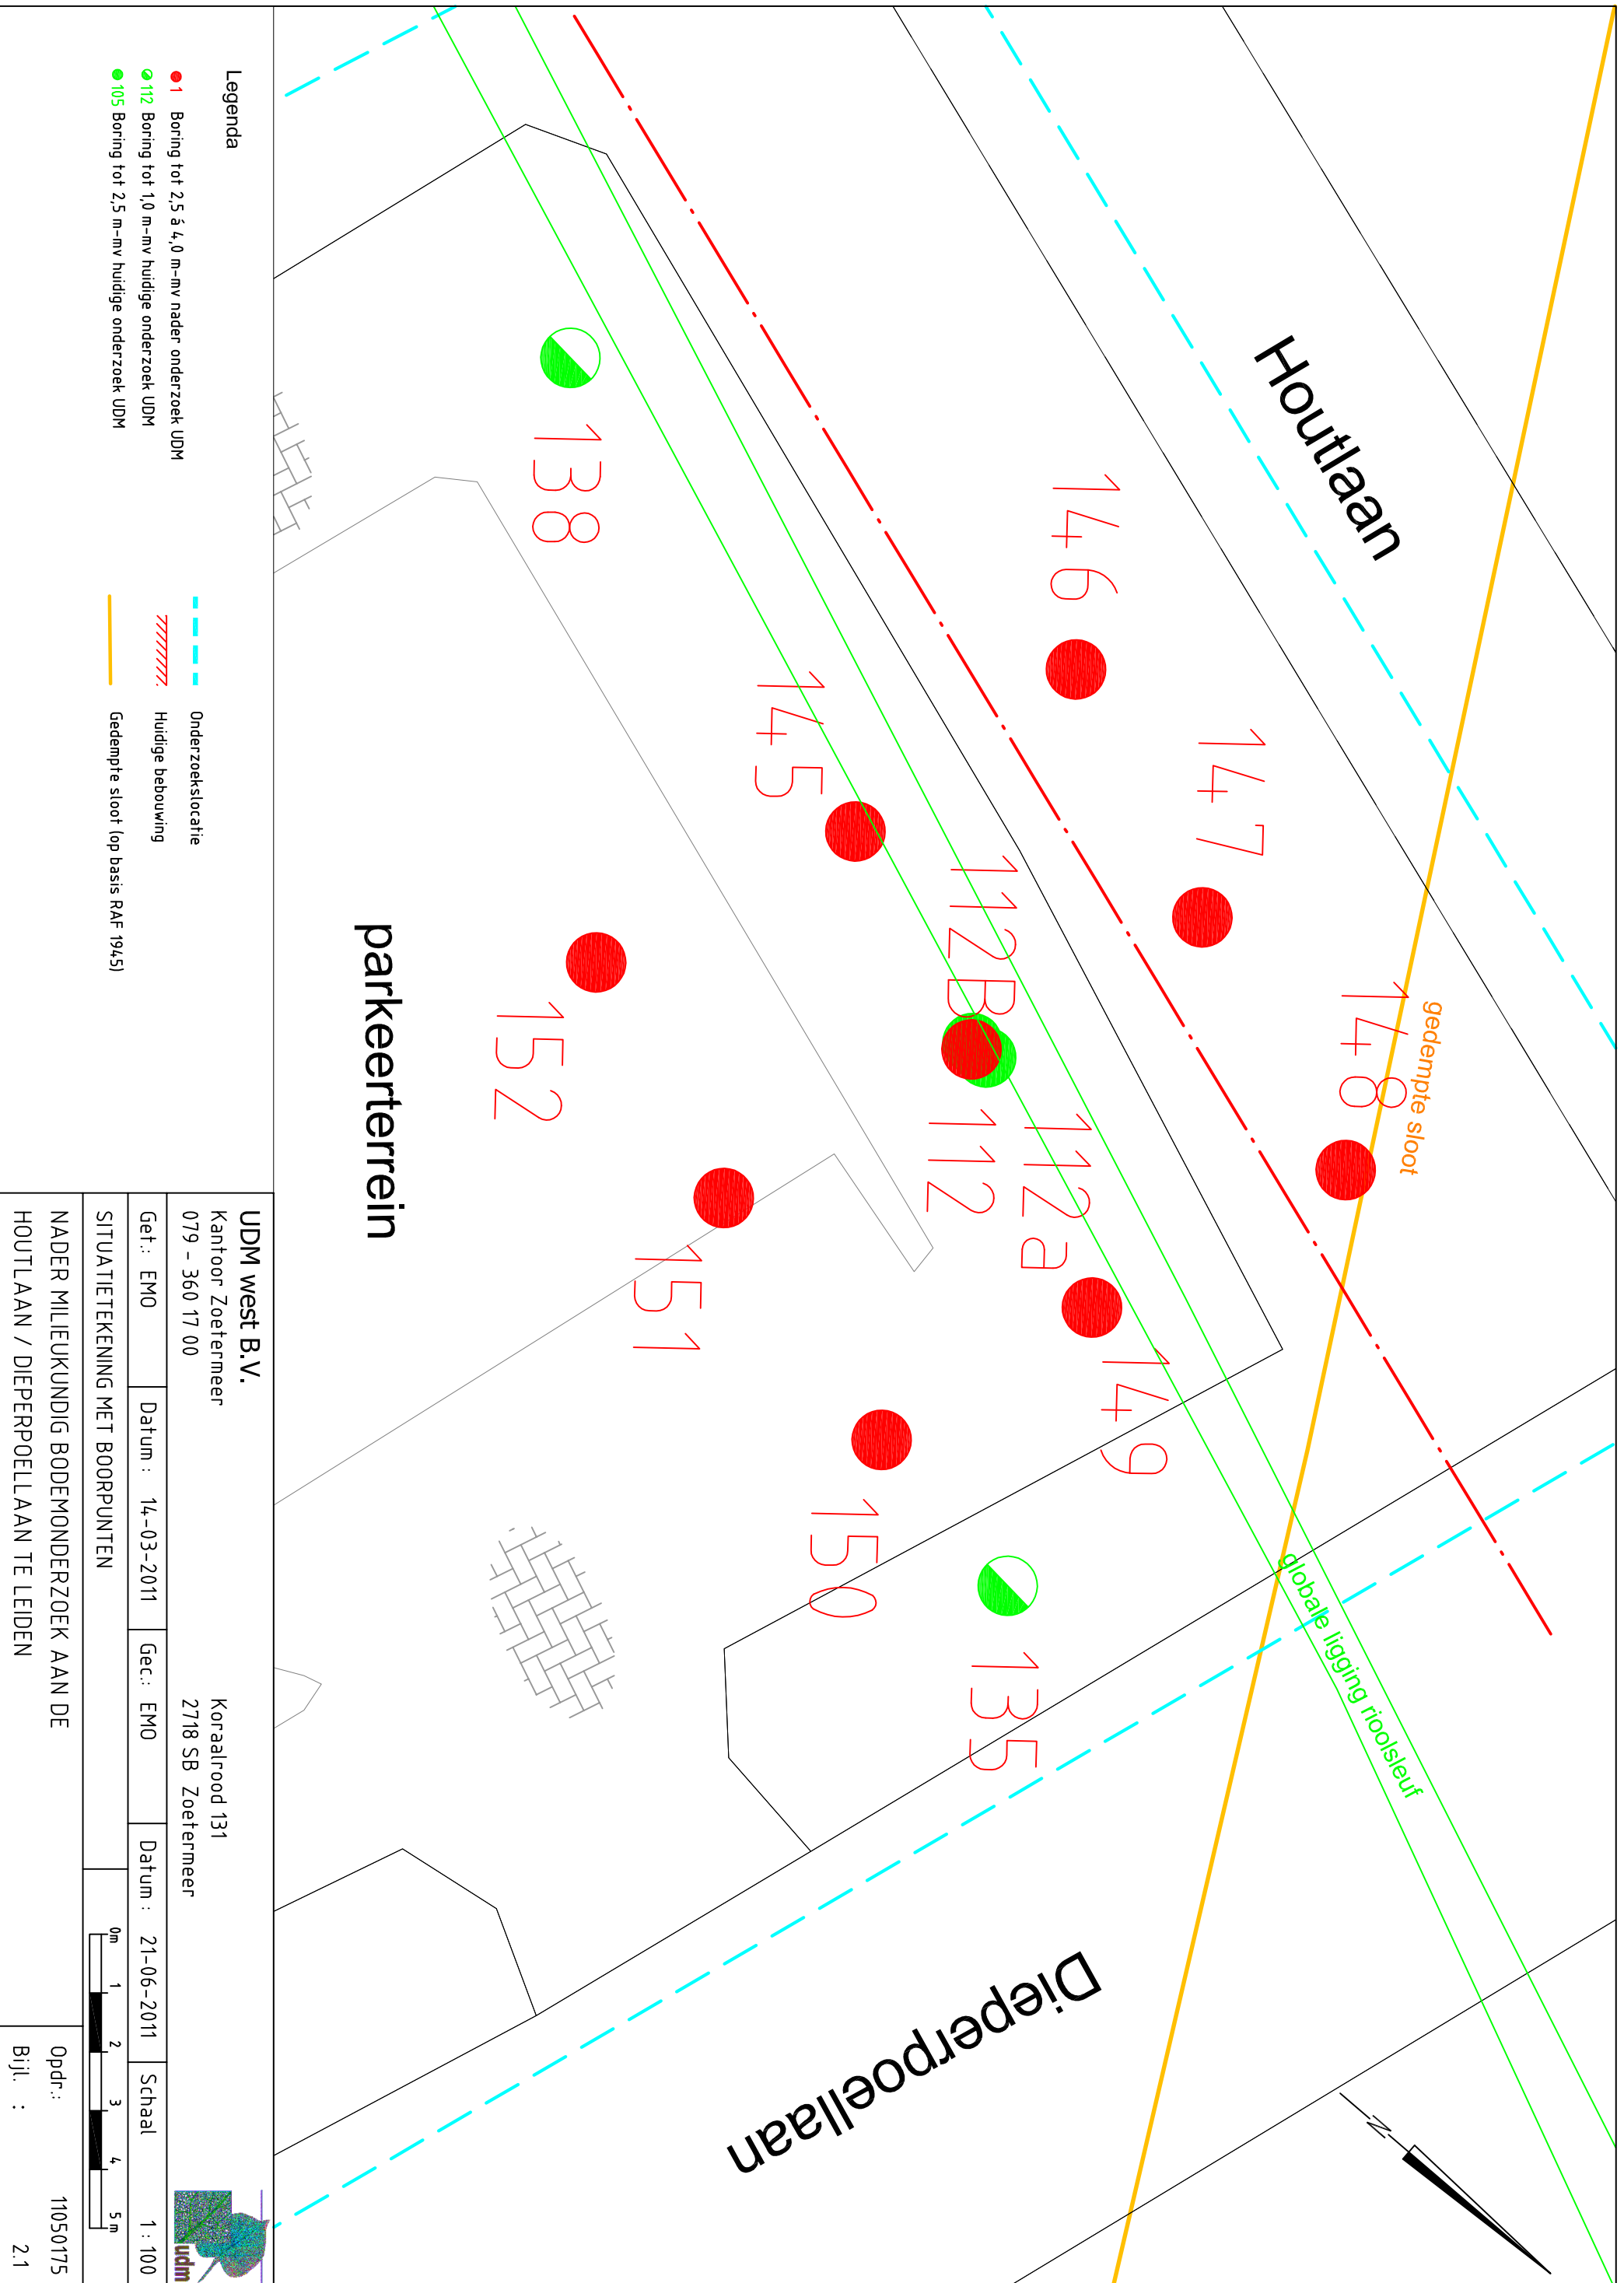 Houtlaan
146
147
148
gedempte sloot
138
145
112B
112a
112
149
152
151
150
135
parkeerterrein
globale ligging rioolsleuf
Dieperpoellaan
N
Legenda
1 Boring tot 2,5 á 4,0 m-mv nader onderzoek UDM
112 Boring tot 1,0 m-mv huidige onderzoek UDM
105 Boring tot 2,5 m-mv huidige onderzoek UDM
Onderzoekslocatie
Huidige bebouwing
Gedempte sloot (op basis RAF 1945)
UDM west B.V.
Kantoor Zoetermeer Koraalrood 131
079 - 360 17 00 2718 SB Zoetermeer
udm
Get.: EMO Datum : 14-03-2011 Gec.: EMO Datum : 21-06-2011 Schaal 1 : 100
SITUATIETEKENING MET BOORPUNTEN
0m 1 2 3 4 5m
NADER MILIEUKUNDIG BODEMONDERZOEK AAN DE
HOUTLAAN / DIEPERPOELLAAN TE LEIDEN
Opdr.: 11050175
Bijl. : 2.1